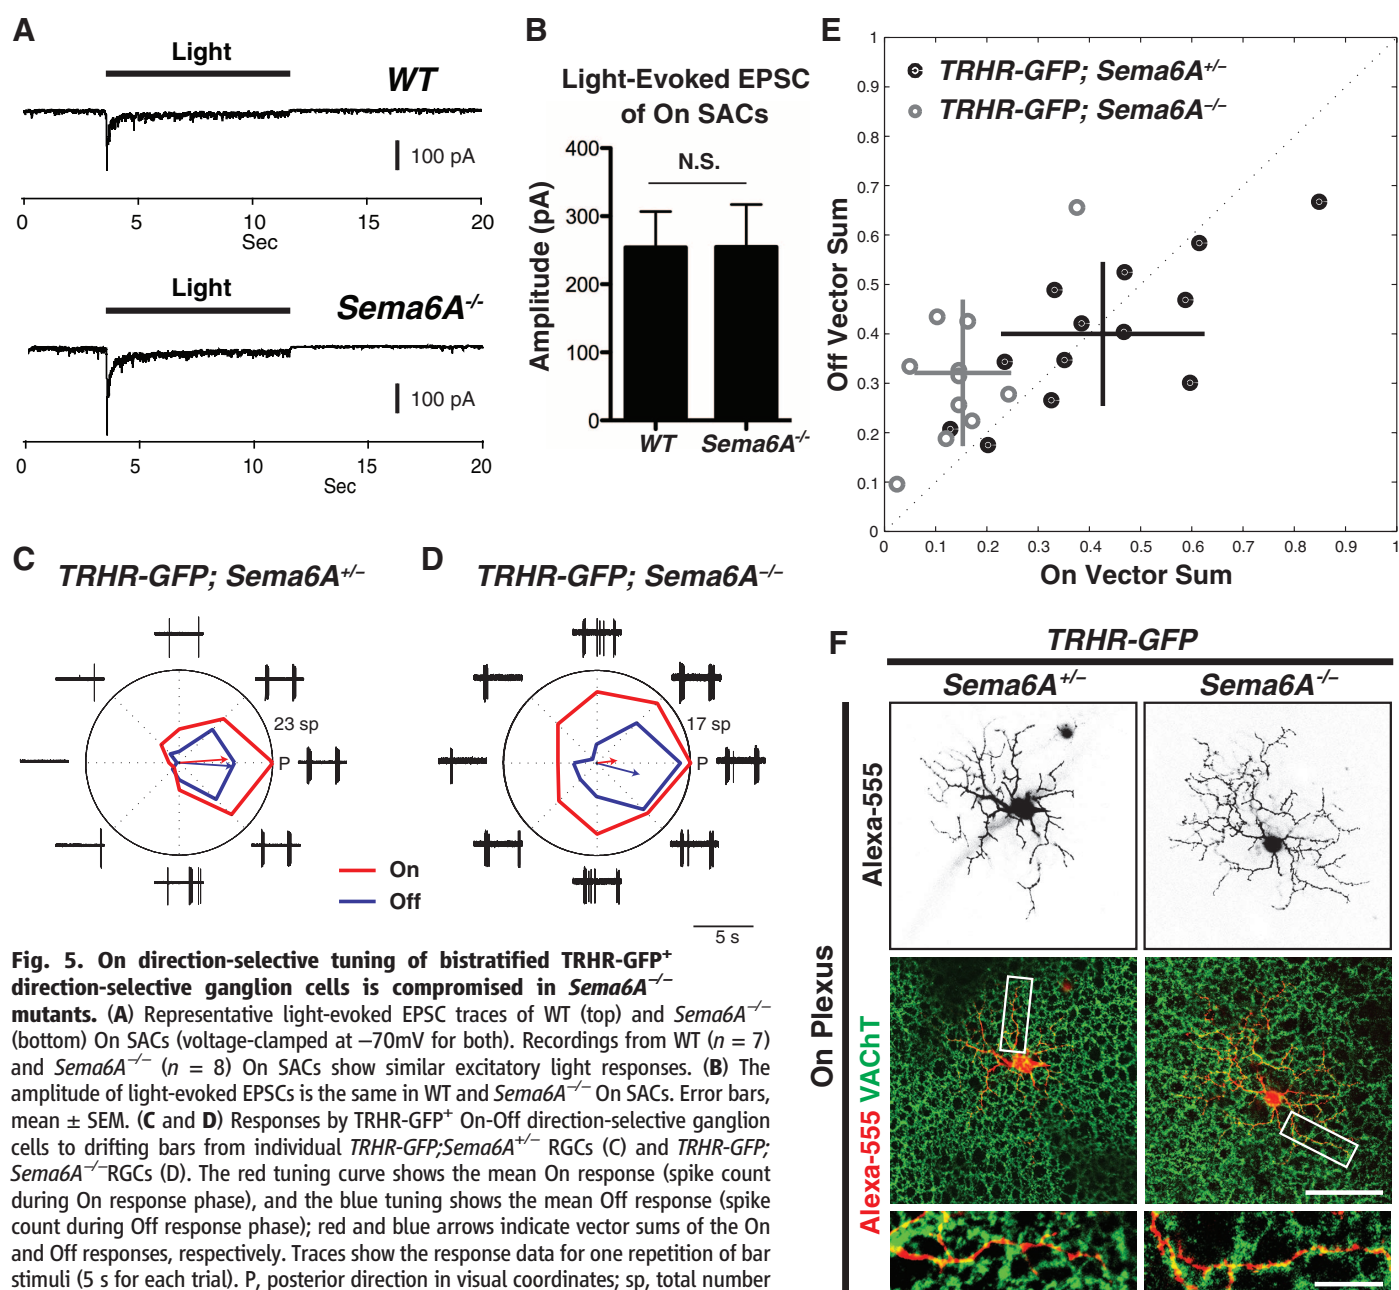 A
Light
WT
100 pA
0 5 10 15 20
Sec
Light
Sema6A-/-
100 pA
0 5 10 15 20
Sec
B
Light-Evoked EPSC
of On SACs
N.S.
Amplitude (pA)
400
300
200
100
0
WT Sema6A-/-
E
TRHR-GFP; Sema6A+/–
TRHR-GFP; Sema6A–/–
Off Vector Sum
1
0.9
0.8
0.7
0.6
0.5
0.4
0.3
0.2
0.1
0
0 0.1 0.2 0.3 0.4 0.5 0.6 0.7 0.8 0.9 1
On Vector Sum
C
TRHR-GFP; Sema6A+/–
23 sp
P
D
TRHR-GFP; Sema6A–/–
17 sp
P
On
Off
5 s
F
TRHR-GFP
Sema6A+/–
Sema6A–/–
On Plexus
Alexa-555
Alexa-555 VAChT
Fig. 5. On direction-selective tuning of bistratified TRHR-GFP+
direction-selective ganglion cells is compromised in Sema6A–/–
mutants. (A) Representative light-evoked EPSC traces of WT (top) and Sema6A–/–
(bottom) On SACs (voltage-clamped at –70mV for both). Recordings from WT (n = 7)
and Sema6A–/– (n = 8) On SACs show similar excitatory light responses. (B) The
amplitude of light-evoked EPSCs is the same in WT and Sema6A–/– On SACs. Error bars,
mean ± SEM. (C and D) Responses by TRHR-GFP+ On-Off direction-selective ganglion
cells to drifting bars from individual TRHR-GFP;Sema6A+/– RGCs (C) and TRHR-GFP;
Sema6A–/–RGCs (D). The red tuning curve shows the mean On response (spike count
during On response phase), and the blue tuning shows the mean Off response (spike
count during Off response phase); red and blue arrows indicate vector sums of the On
and Off responses, respectively. Traces show the response data for one repetition of bar
stimuli (5 s for each trial). P, posterior direction in visual coordinates; sp, total number